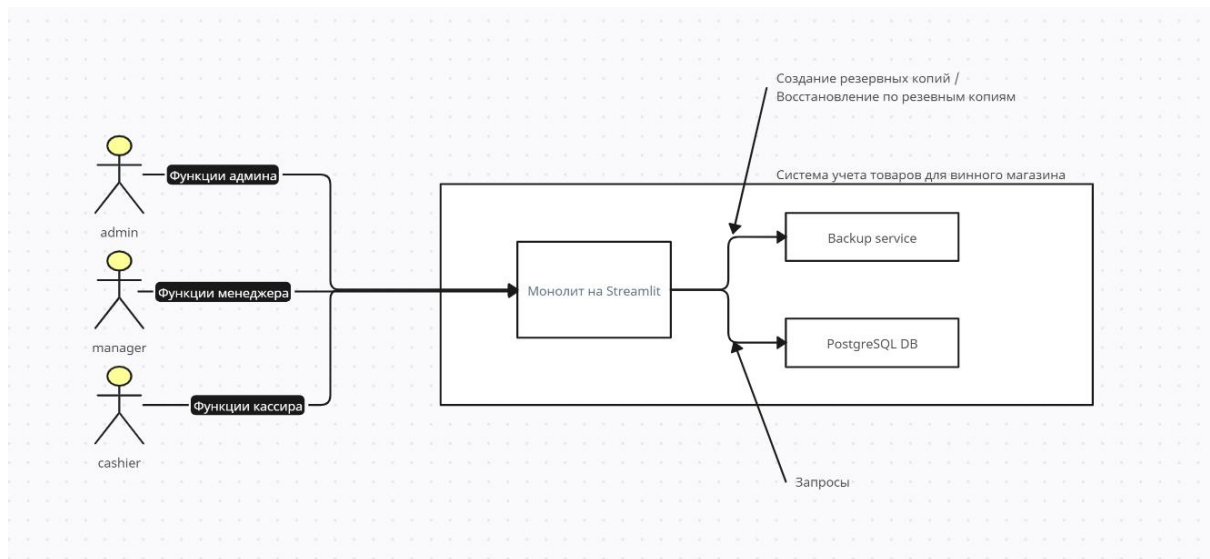 Создание резервных копий /
Восстановление по резевным копиям
Функции админа
Система учета товаров для винного магазина
admin
Backup service
Функции менеджера
Монолит на Streamlit
manager
PostgreSQL DB
Функции кассира
cashier
Запросы